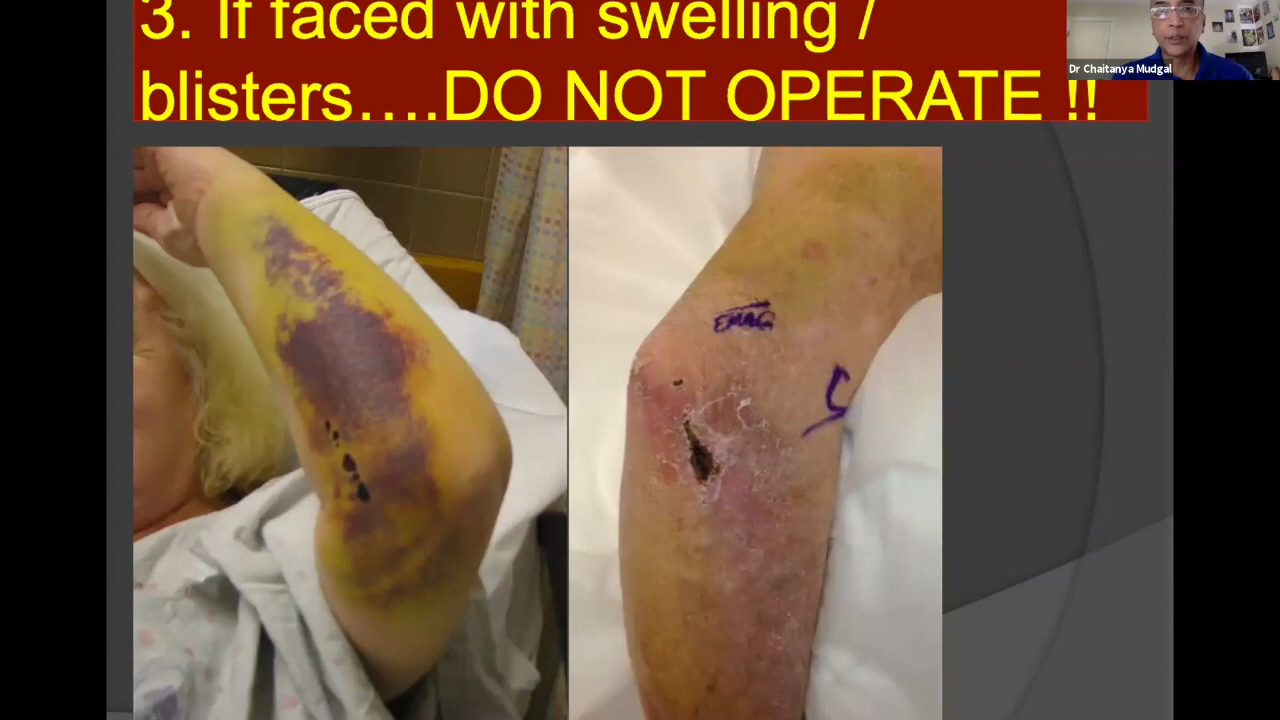 3. If faced with swelling /
blisters....DO NOT OPERATE !!
Dr Chaitanya Mudgal